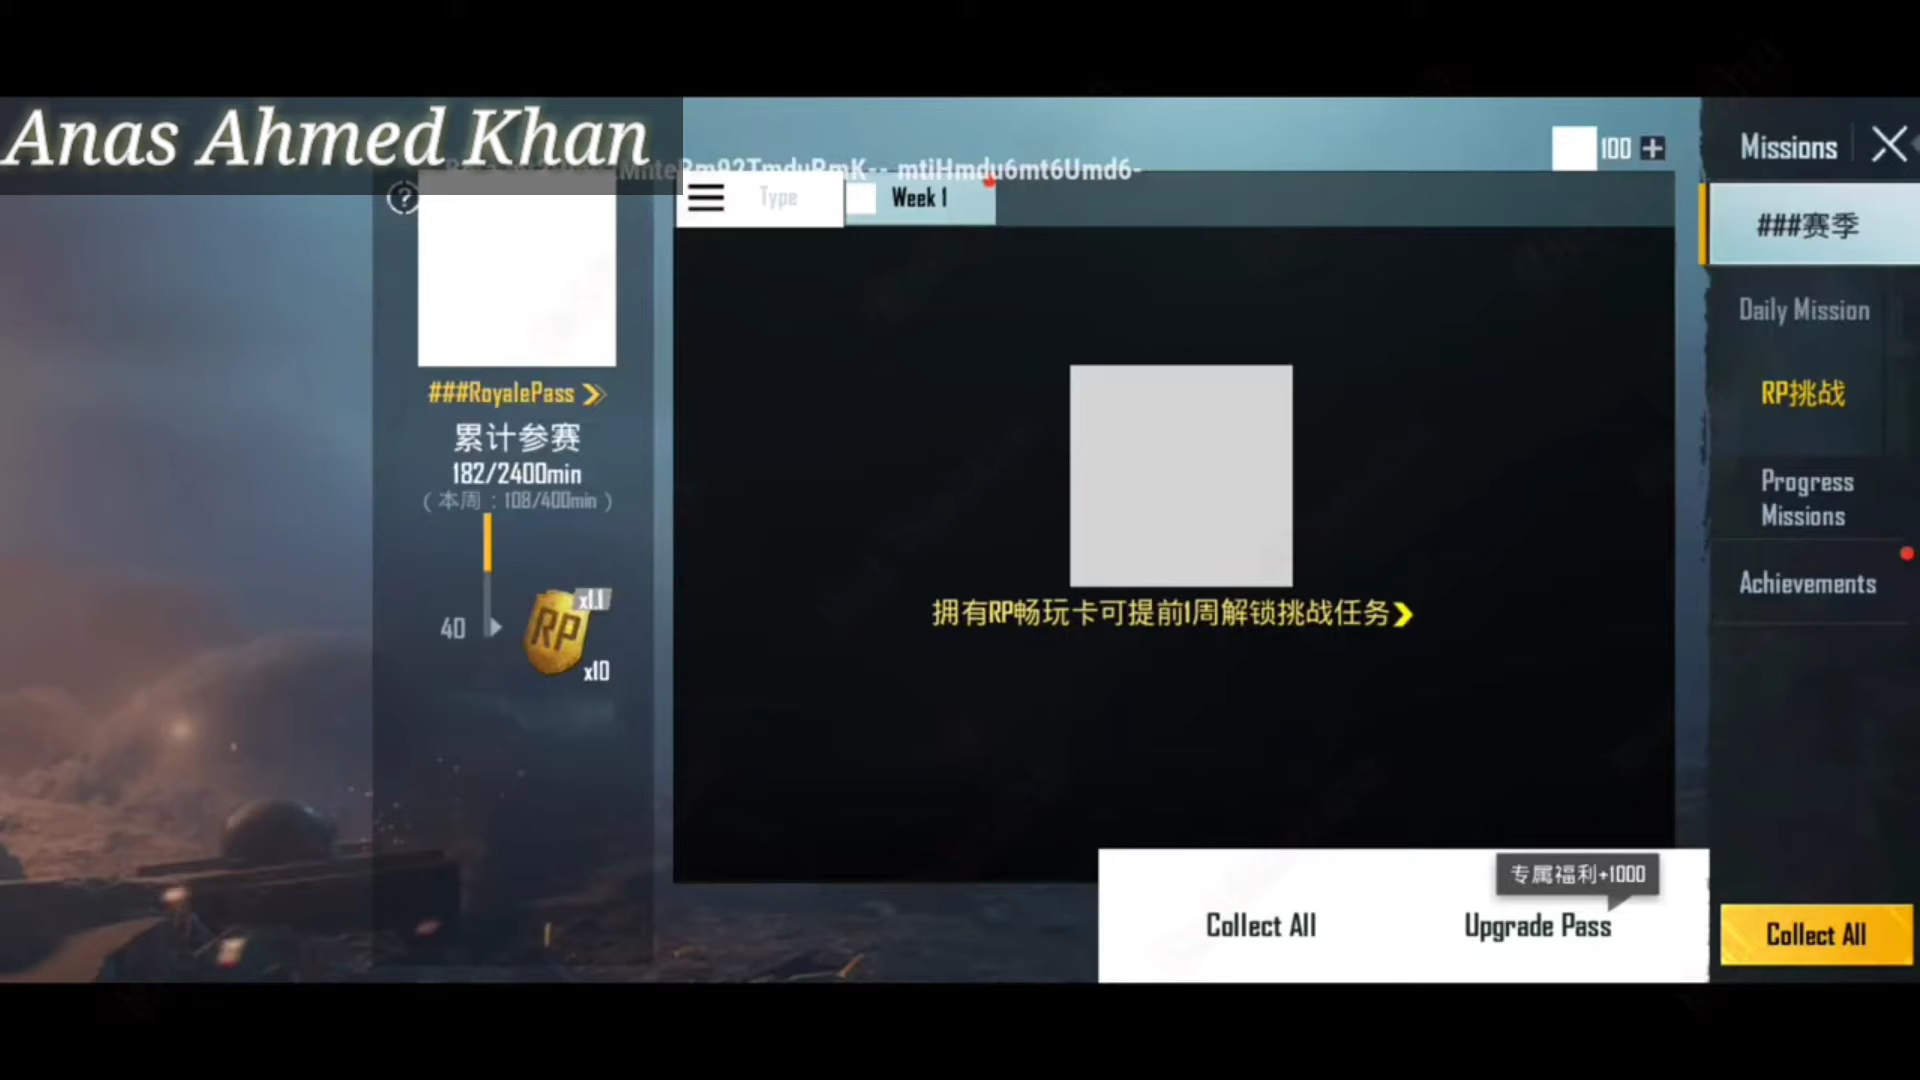 Anas Ahmed Khan
mtiHmdu6mt6Umd6-
100
Missions
Type
Week 1
###赛季
Daily Mission
###RoyalePass
RP挑战
累计参赛
182/2400min
( 本周 : 108/400min )
Progress
Missions
Achievements
x1.1
RP
40
x10
拥有RP畅玩卡可提前1周解锁挑战任务
专属福利+1000
Collect All
Upgrade Pass
Collect All